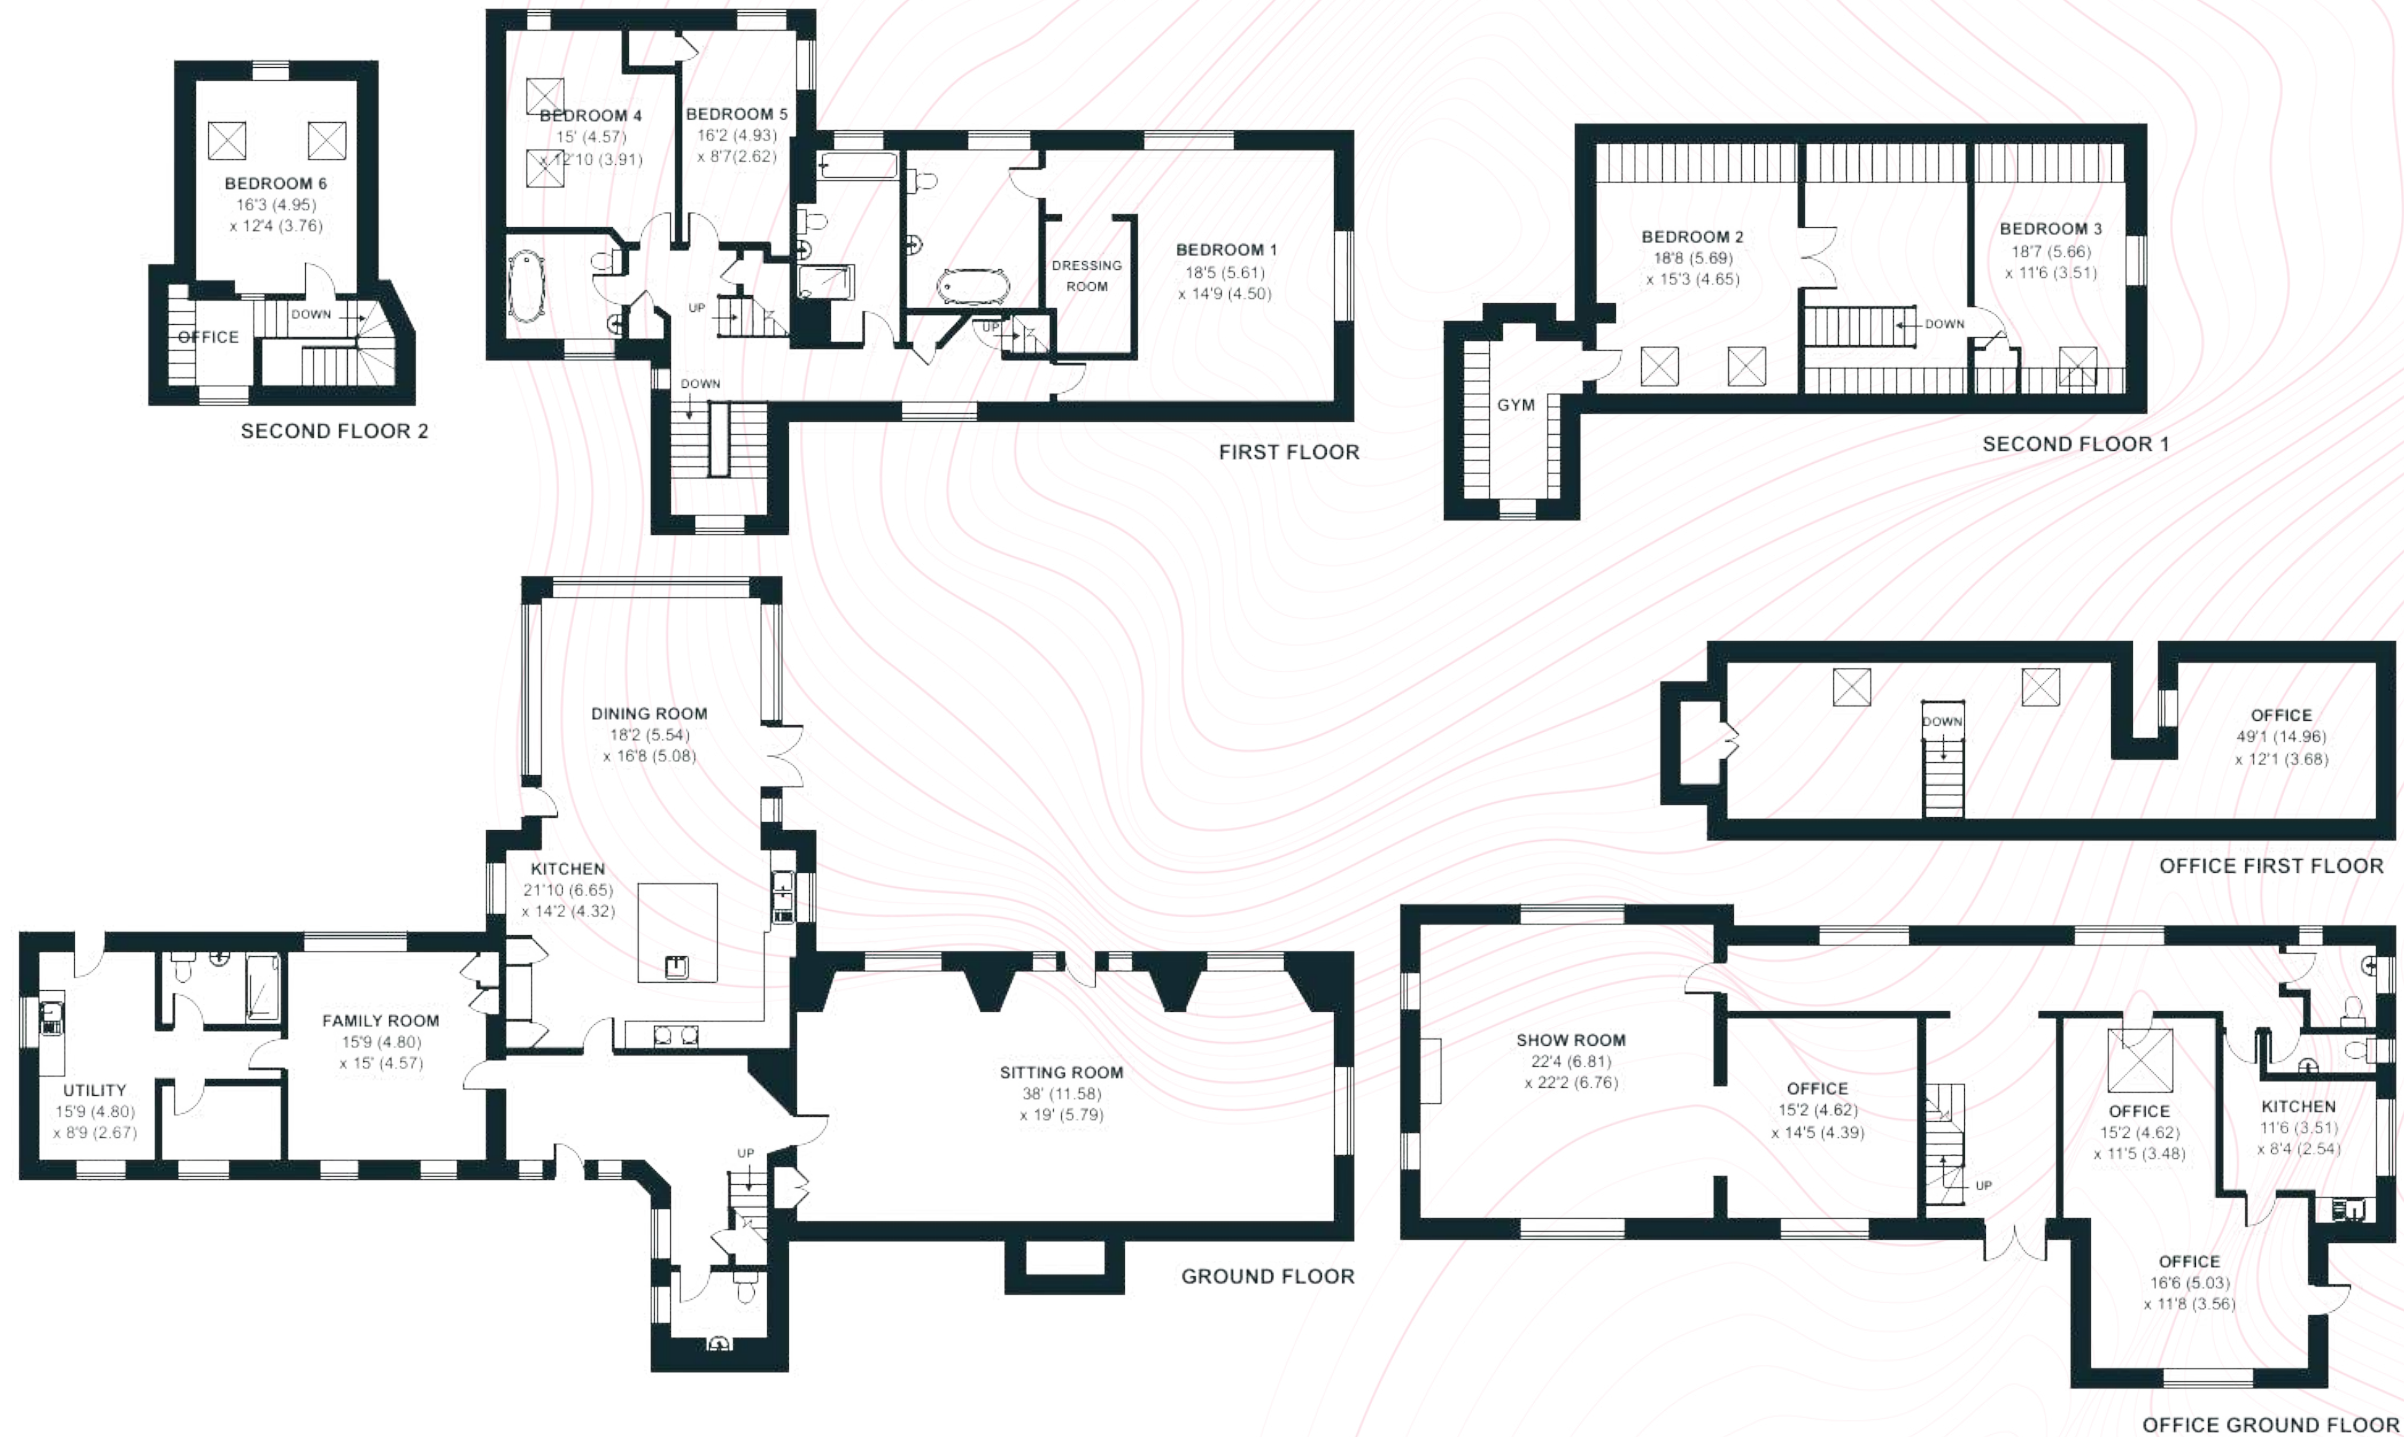 BEDROOM 6
16'3 (4.95)
x 12'4 (3.76)
OFFICE
DOWN
SECOND FLOOR 2
BEDROOM 4
15' (4.57)
x 12'10 (3.91)
BEDROOM 5
16'2 (4.93)
x 8'7(2.62)
UP
DOWN
UP
DRESSING
ROOM
BEDROOM 1
18'5 (5.61)
x 14'9 (4.50)
FIRST FLOOR
BEDROOM 2
18'8 (5.69)
x 15'3 (4.65)
DOWN
BEDROOM 3
18'7 (5.66)
x 11'6 (3.51)
GYM
SECOND FLOOR 1
DINING ROOM
18'2 (5.54)
x 16'8 (5.08)
KITCHEN
21'10 (6.65)
x 14'2 (4.32)
FAMILY ROOM
15'9 (4.80)
x 15' (4.57)
UTILITY
15'9 (4.80)
x 8'9 (2.67)
UP
SITTING ROOM
38' (11.58)
x 19' (5.79)
GROUND FLOOR
DOWN
OFFICE
49'1 (14.96)
x 12'1 (3.68)
OFFICE FIRST FLOOR
SHOW ROOM
22'4 (6.81)
x 22'2 (6.76)
OFFICE
15'2 (4.62)
x 14'5 (4.39)
UP
OFFICE
15'2 (4.62)
x 11'5 (3.48)
KITCHEN
11'6 (3.51)
x 8'4 (2.54)
OFFICE
16'6 (5.03)
x 11'8 (3.56)
OFFICE GROUND FLOOR